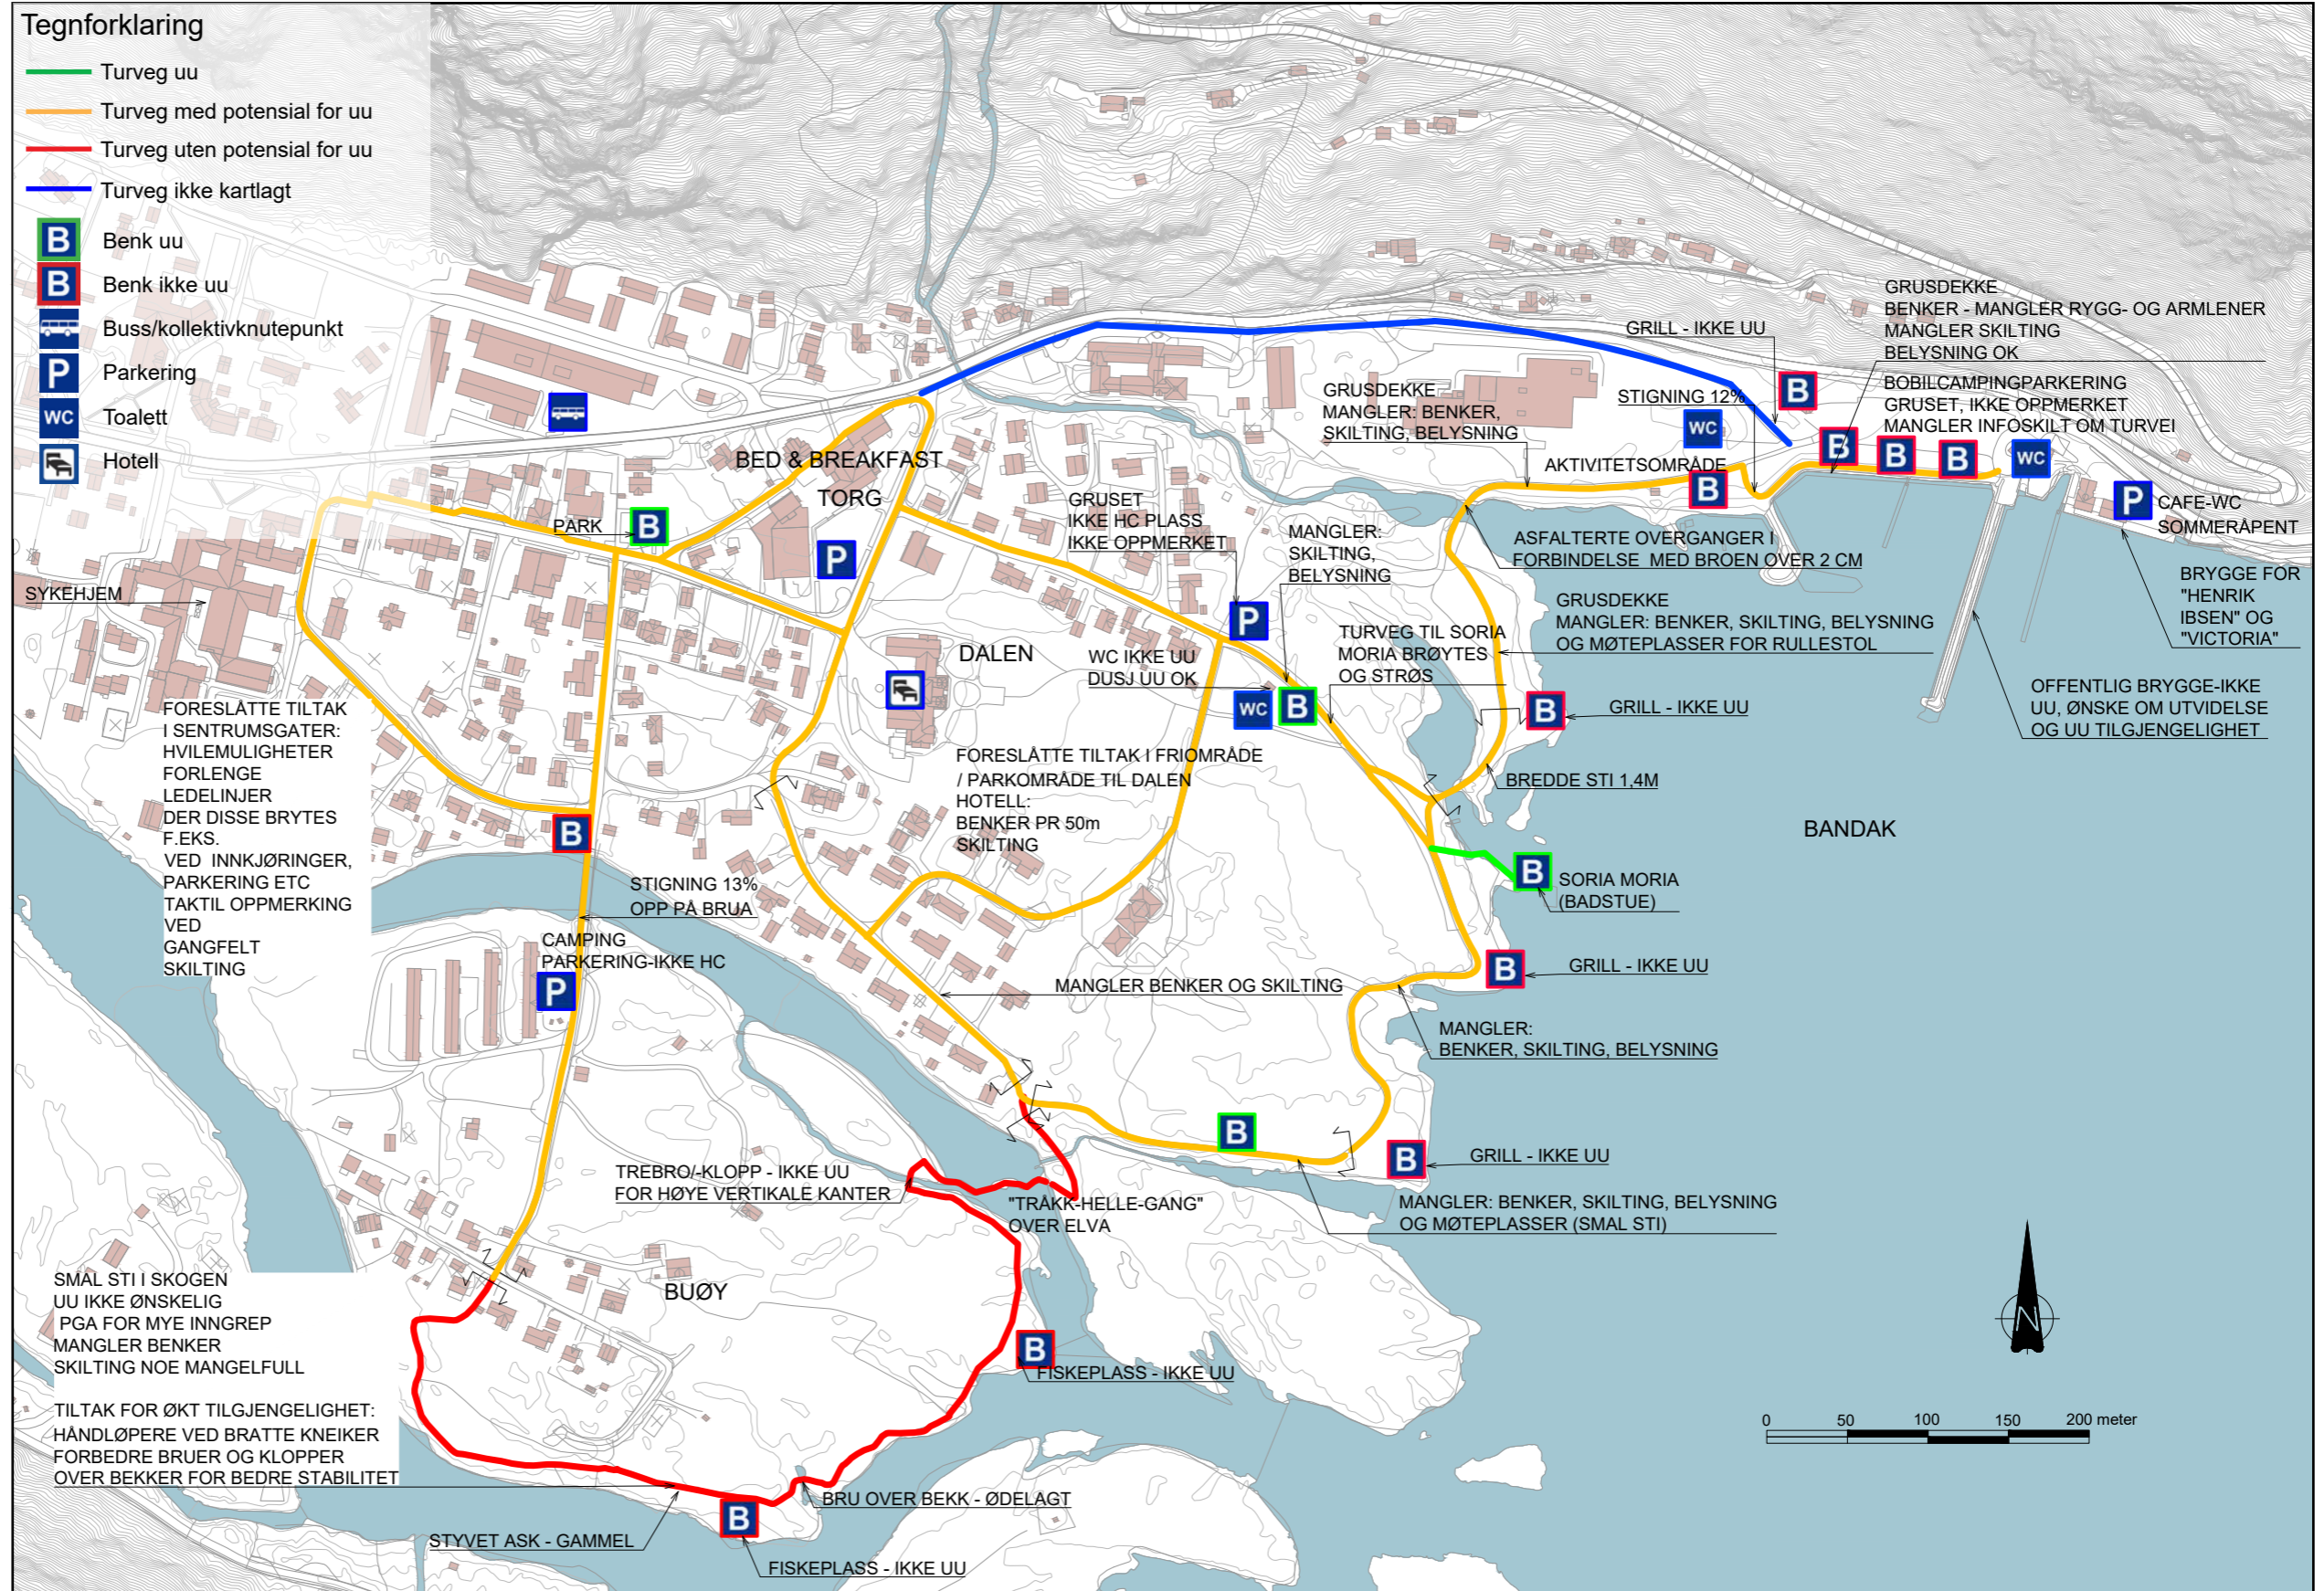 Tegnforklaring
Turveg uu
Turveg med potensial for uu
Turveg uten potensial for uu
Turveg ikke kartlagt
B Benk uu
B Benk ikke uu
Buss/kollektivknutepunkt
P Parkering
WC Toalett
Hotell
GRUSDEKKE
BENKER - MANGLER RYGG- OG ARMLENER
MANGLER SKILTING
BELYSNING OK
GRILL - IKKE UU
B
BOBILCAMPINGPARKERING
GRUSET, IKKE OPPMERKET
MANGLER INFOSKILT OM TURVEI
STIGNING 12%
WC
GRUSDEKKE
MANGLER: BENKER,
SKILTING, BELYSNING
B
B
B
WC
AKTIVITETSOMRÅDE
B
P
CAFE-WC
SOMMERÅPENT
BED & BREAKFAST
TORG
PARK
B
P
GRUSET
IKKE HC PLASS
IKKE OPPMERKET
MANGLER:
SKILTING,
BELYSNING
ASFALTERTE OVERGANGER I
FORBINDELSE MED BROEN OVER 2 CM
BRYGGE FOR
"HENRIK
IBSEN" OG
"VICTORIA"
SYKEHJEM
P
GRUSDEKKE
MANGLER: BENKER, SKILTING, BELYSNING
OG MØTEPLASSER FOR RULLESTOL
TURVEG TIL SORIA
MORIA BRØYTES
OG STRØS
DALEN
WC IKKE UU
DUSJ UU OK
WC
B
B
GRILL - IKKE UU
OFFENTLIG BRYGGE-IKKE
UU, ØNSKE OM UTVIDELSE
OG UU TILGJENGELIGHET
FORESLÅTTE TILTAK
I SENTRUMSGATER:
HVILEMULIGHETER
FORLENGE
LEDELINJER
DER DISSE BRYTES
F.EKS.
VED INNKJØRINGER,
PARKERING ETC
TAKTIL OPPMERKING
VED
GANGFELT
SKILTING
FORESLÅTTE TILTAK I FRIOMRÅDE
/ PARKOMRÅDE TIL DALEN
HOTELL:
BENKER PR 50m
SKILTING
BREDDE STI 1,4M
BANDAK
B
B
SORIA MORIA
(BADSTUE)
STIGNING 13%
OPP PÅ BRUA
CAMPING
PARKERING-IKKE HC
P
B
GRILL - IKKE UU
MANGLER BENKER OG SKILTING
MANGLER:
BENKER, SKILTING, BELYSNING
B
B
GRILL - IKKE UU
TREBRO/-KLOPP - IKKE UU
FOR HØYE VERTIKALE KANTER
"TRÅKK-HELLE-GANG"
OVER ELVA
MANGLER: BENKER, SKILTING, BELYSNING
OG MØTEPLASSER (SMAL STI)
BUØY
SMAL STI I SKOGEN
UU IKKE ØNSKELIG
PGA FOR MYE INNGREP
MANGLER BENKER
SKILTING NOE MANGELFULL
N
B
FISKEPLASS - IKKE UU
TILTAK FOR ØKT TILGJENGELIGHET:
HÅNDLØPERE VED BRATTE KNEIKER
FORBEDRE BRUER OG KLOPPER
OVER BEKKER FOR BEDRE STABILITET
0 50 100 150 200 meter
BRU OVER BEKK - ØDELAGT
B
STYVET ASK - GAMMEL
FISKEPLASS - IKKE UU